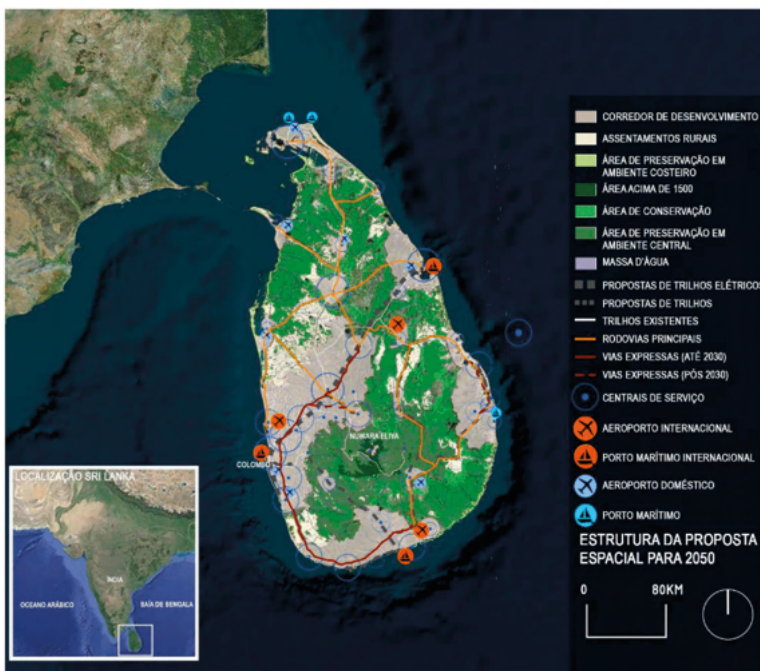 CORREDOR DE DESENVOLVIMENTO
ASSENTAMENTOS RURAIS
ÁREA DE PRESERVAÇÃO EM
AMBIENTE COSTEIRO
ÁREA ACIMA DE 1500
ÁREA DE CONSERVAÇÃO
ÁREA DE PRESERVAÇÃO EM
AMBIENTE CENTRAL
MASSA D'ÁGUA
PROPOSTAS DE TRILHOS ELÉTRICOS
PROPOSTAS DE TRILHOS
TRILHOS EXISTENTES
RODOVIAS PRINCIPAIS
VIAS EXPRESSAS (ATÉ 2030)
VIAS EXPRESSAS (PÓS 2030)
CENTRAIS DE SERVIÇO
AEROPORTO INTERNACIONAL
PORTO MARÍTIMO INTERNACIONAL
AEROPORTO DOMÉSTICO
PORTO MARÍTIMO
ESTRUTURA DA PROPOSTA
ESPACIAL PARA 2050
0 80KM
NUWARA ELIYA
COLOMBO
LOCALIZAÇÃO SRI LANKA
ÍNCIA
OCEANO ARÁBICO
BAÍA DE BENGALA